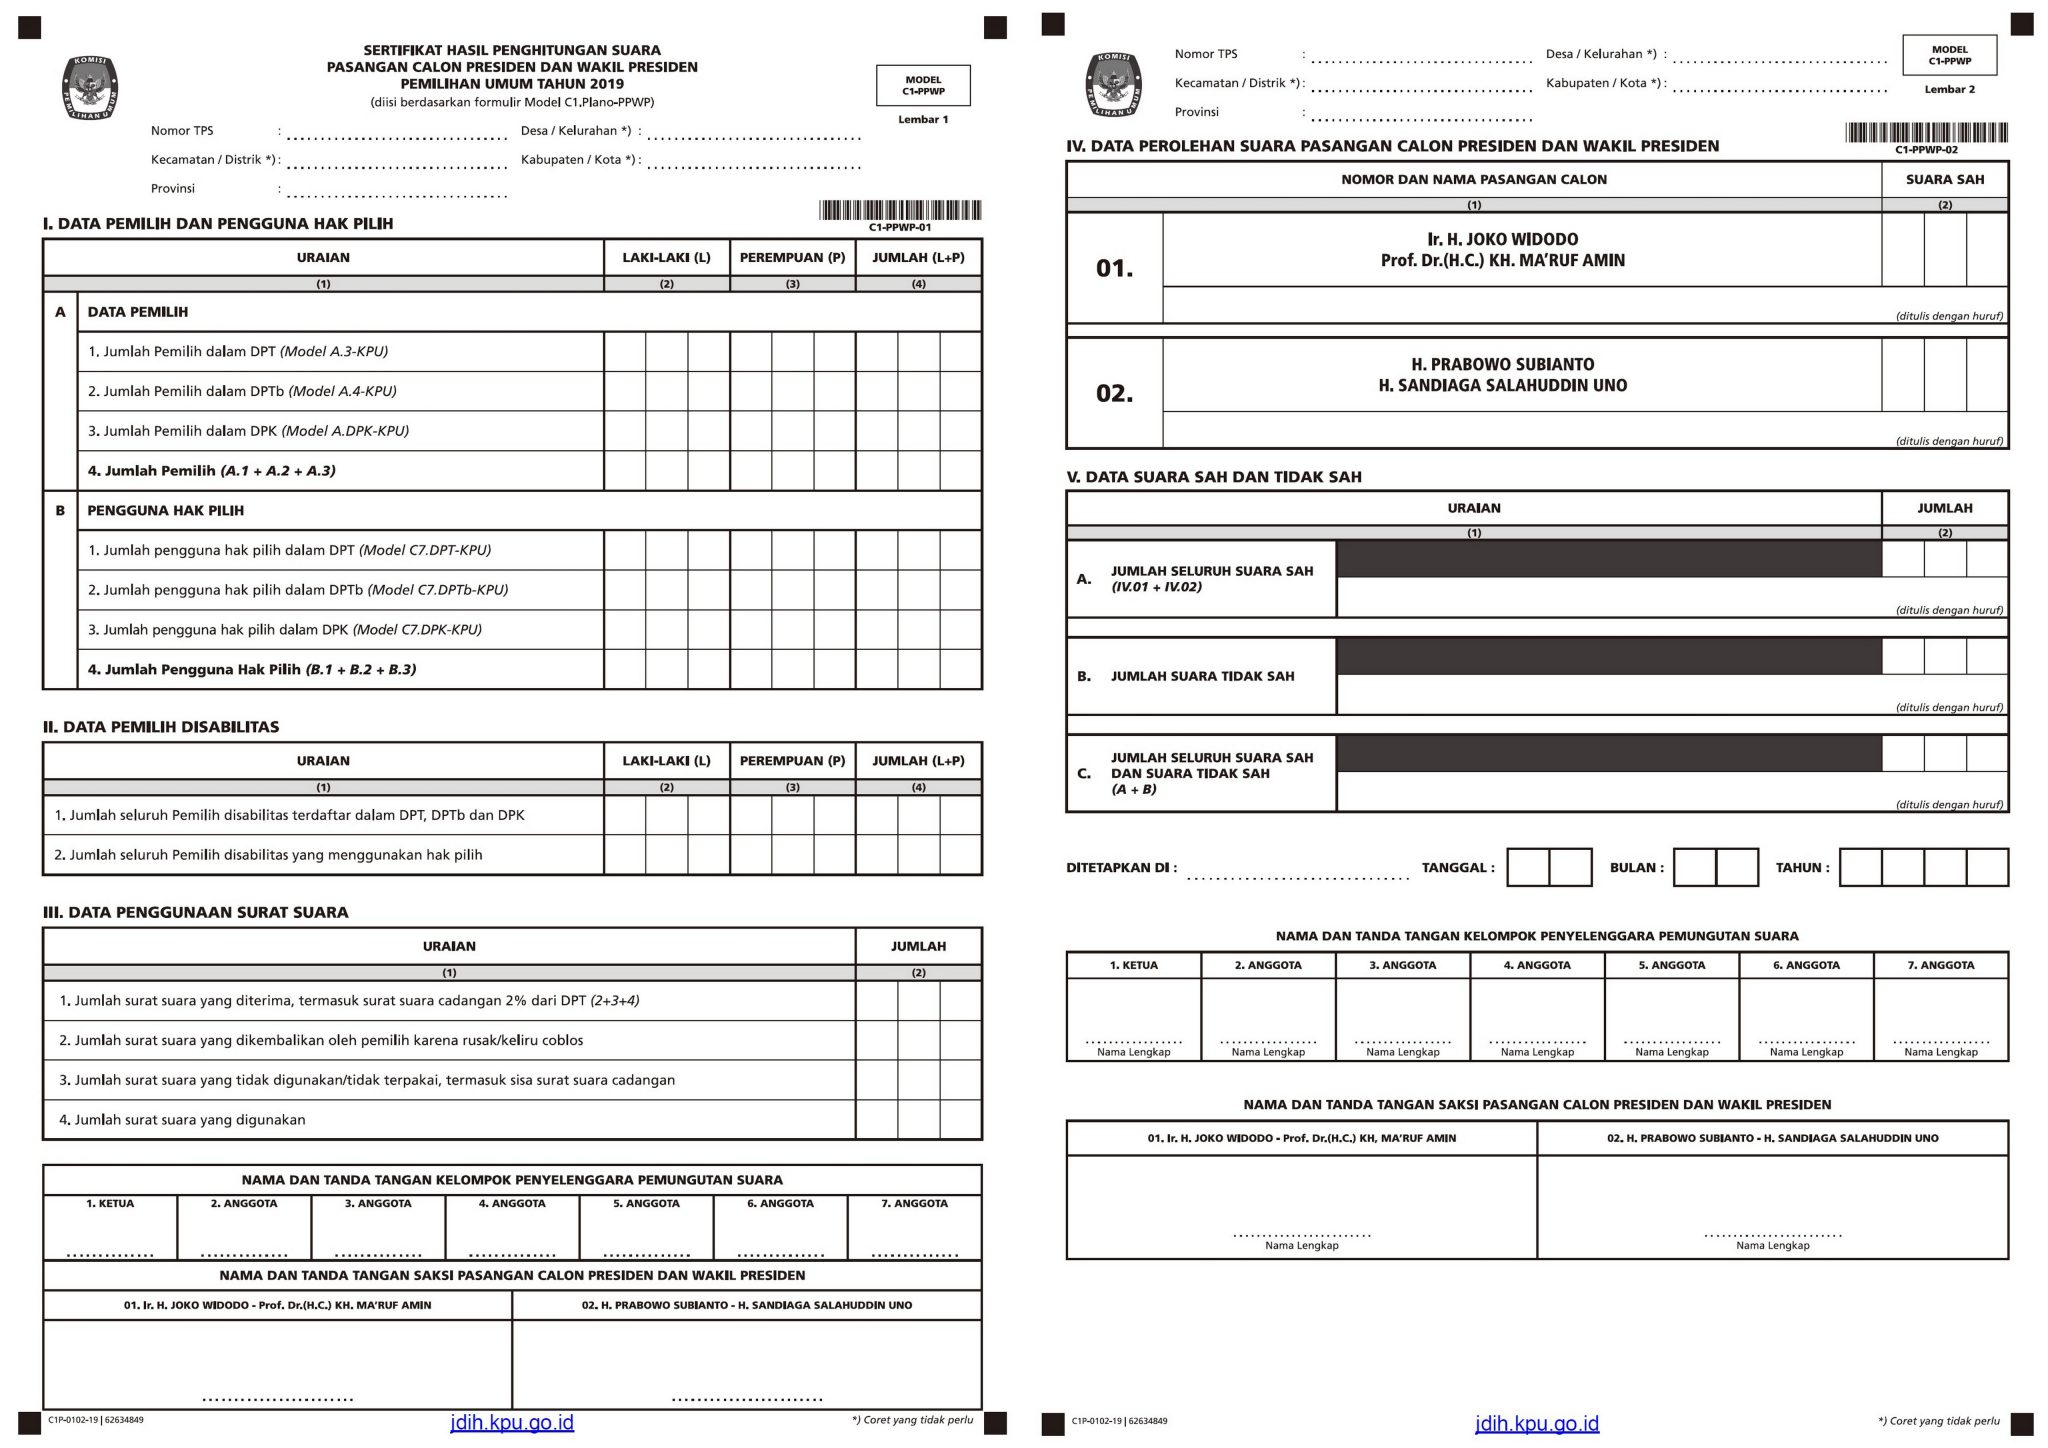 KOMISI
PEMILIHAN UMUM
SERTIFIKAT HASIL PENGHITUNGAN SUARA
PASANGAN CALON PRESIDEN DAN WAKIL PRESIDEN
PEMILIHAN UMUM TAHUN 2019
(diisi berdasarkan formulir Model C1.Plano-PPWP)
MODEL
C1-PPWP
Lembar 1
Nomor TPS : ............................ Desa / Kelurahan *) : ............................
Kecamatan / Distrik *) : ............................ Kabupaten / Kota *) : ............................
Provinsi : ............................
C1-PPWP-01
I. DATA PEMILIH DAN PENGGUNA HAK PILIH
URAIAN LAKI-LAKI (L) PEREMPUAN (P) JUMLAH (L+P)
(1) (2) (3) (4)
A DATA PEMILIH
1. Jumlah Pemilih dalam DPT (Model A.3-KPU)
2. Jumlah Pemilih dalam DPTb (Model A.4-KPU)
3. Jumlah Pemilih dalam DPK (Model A.DPK-KPU)
4. Jumlah Pemilih (A.1 + A.2 + A.3)
B PENGGUNA HAK PILIH
1. Jumlah pengguna hak pilih dalam DPT (Model C7.DPT-KPU)
2. Jumlah pengguna hak pilih dalam DPTb (Model C7.DPTb-KPU)
3. Jumlah pengguna hak pilih dalam DPK (Model C7.DPK-KPU)
4. Jumlah Pengguna Hak Pilih (B.1 + B.2 + B.3)
II. DATA PEMILIH DISABILITAS
URAIAN LAKI-LAKI (L) PEREMPUAN (P) JUMLAH (L+P)
(1) (2) (3) (4)
1. Jumlah seluruh Pemilih disabilitas terdaftar dalam DPT, DPTb dan DPK
2. Jumlah seluruh Pemilih disabilitas yang menggunakan hak pilih
III. DATA PENGGUNAAN SURAT SUARA
URAIAN JUMLAH
(1) (2)
1. Jumlah surat suara yang diterima, termasuk surat suara cadangan 2% dari DPT (2+3+4)
2. Jumlah surat suara yang dikembalikan oleh pemilih karena rusak/keliru coblos
3. Jumlah surat suara yang tidak digunakan/tidak terpakai, termasuk sisa surat suara cadangan
4. Jumlah surat suara yang digunakan
NAMA DAN TANDA TANGAN KELOMPOK PENYELENGGARA PEMUNGUTAN SUARA
1. KETUA 2. ANGGOTA 3. ANGGOTA 4. ANGGOTA 5. ANGGOTA 6. ANGGOTA 7. ANGGOTA
............. ............. ............. ............. ............. ............. .............
NAMA DAN TANDA TANGAN SAKSI PASANGAN CALON PRESIDEN DAN WAKIL PRESIDEN
01. Ir. H. JOKO WIDODO - Prof. Dr.(H.C.) KH. MA'RUF AMIN 02. H. PRABOWO SUBIANTO - H. SANDIAGA SALAHUDDIN UNO
...................... ......................
C1P-0102-19 | 62634849 jdih.kpu.go.id *) Coret yang tidak perlu
KOMISI
PEMILIHAN UMUM
Nomor TPS : ............................ Desa / Kelurahan *) : ............................
Kecamatan / Distrik *) : ............................ Kabupaten / Kota *) : ............................
Provinsi : ............................
MODEL
C1-PPWP
Lembar 2
C1-PPWP-02
IV. DATA PEROLEHAN SUARA PASANGAN CALON PRESIDEN DAN WAKIL PRESIDEN
NOMOR DAN NAMA PASANGAN CALON SUARA SAH
(1) (2)
01.
Ir. H. JOKO WIDODO
Prof. Dr.(H.C.) KH. MA'RUF AMIN
(ditulis dengan huruf)
02.
H. PRABOWO SUBIANTO
H. SANDIAGA SALAHUDDIN UNO
(ditulis dengan huruf)
V. DATA SUARA SAH DAN TIDAK SAH
URAIAN JUMLAH
(1) (2)
A. JUMLAH SELURUH SUARA SAH
(IV.01 + IV.02)
(ditulis dengan huruf)
B. JUMLAH SUARA TIDAK SAH
(ditulis dengan huruf)
C. JUMLAH SELURUH SUARA SAH
DAN SUARA TIDAK SAH
(A + B)
(ditulis dengan huruf)
DITETAPKAN DI : ............................ TANGGAL : BULAN : TAHUN :
NAMA DAN TANDA TANGAN KELOMPOK PENYELENGGARA PEMUNGUTAN SUARA
1. KETUA 2. ANGGOTA 3. ANGGOTA 4. ANGGOTA 5. ANGGOTA 6. ANGGOTA 7. ANGGOTA
................ ................ ................ ................ ................ ................ ................
Nama Lengkap Nama Lengkap Nama Lengkap Nama Lengkap Nama Lengkap Nama Lengkap Nama Lengkap
NAMA DAN TANDA TANGAN SAKSI PASANGAN CALON PRESIDEN DAN WAKIL PRESIDEN
01. Ir. H. JOKO WIDODO - Prof. Dr.(H.C.) KH. MA'RUF AMIN 02. H. PRABOWO SUBIANTO - H. SANDIAGA SALAHUDDIN UNO
...................... ......................
Nama Lengkap Nama Lengkap
C1P-0102-19 | 62634849 jdih.kpu.go.id *) Coret yang tidak perlu